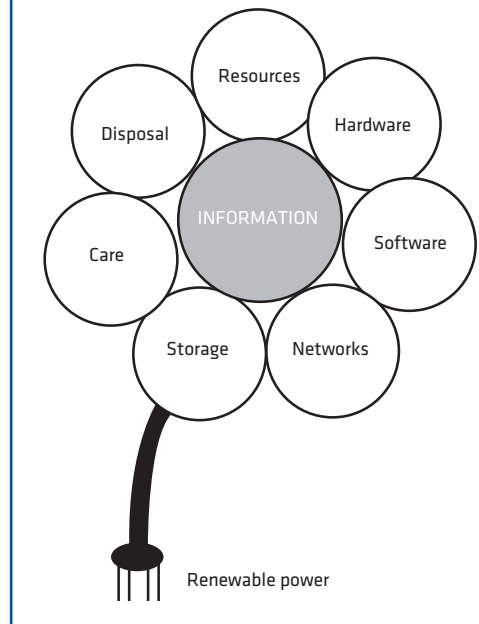 Resources
Hardware
Disposal
INFORMATION
Software
Care
Storage
Networks
Renewable power